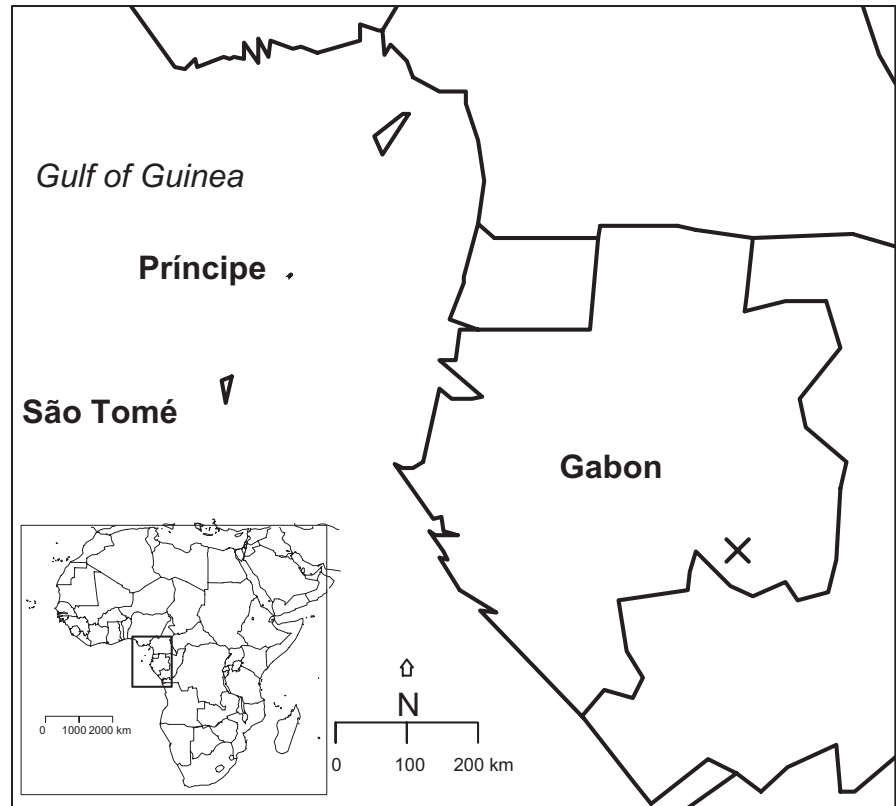 Gulf of Guinea
Príncipe
São Tomé
Gabon
N
0 100 200 km
0 1000 2000 km